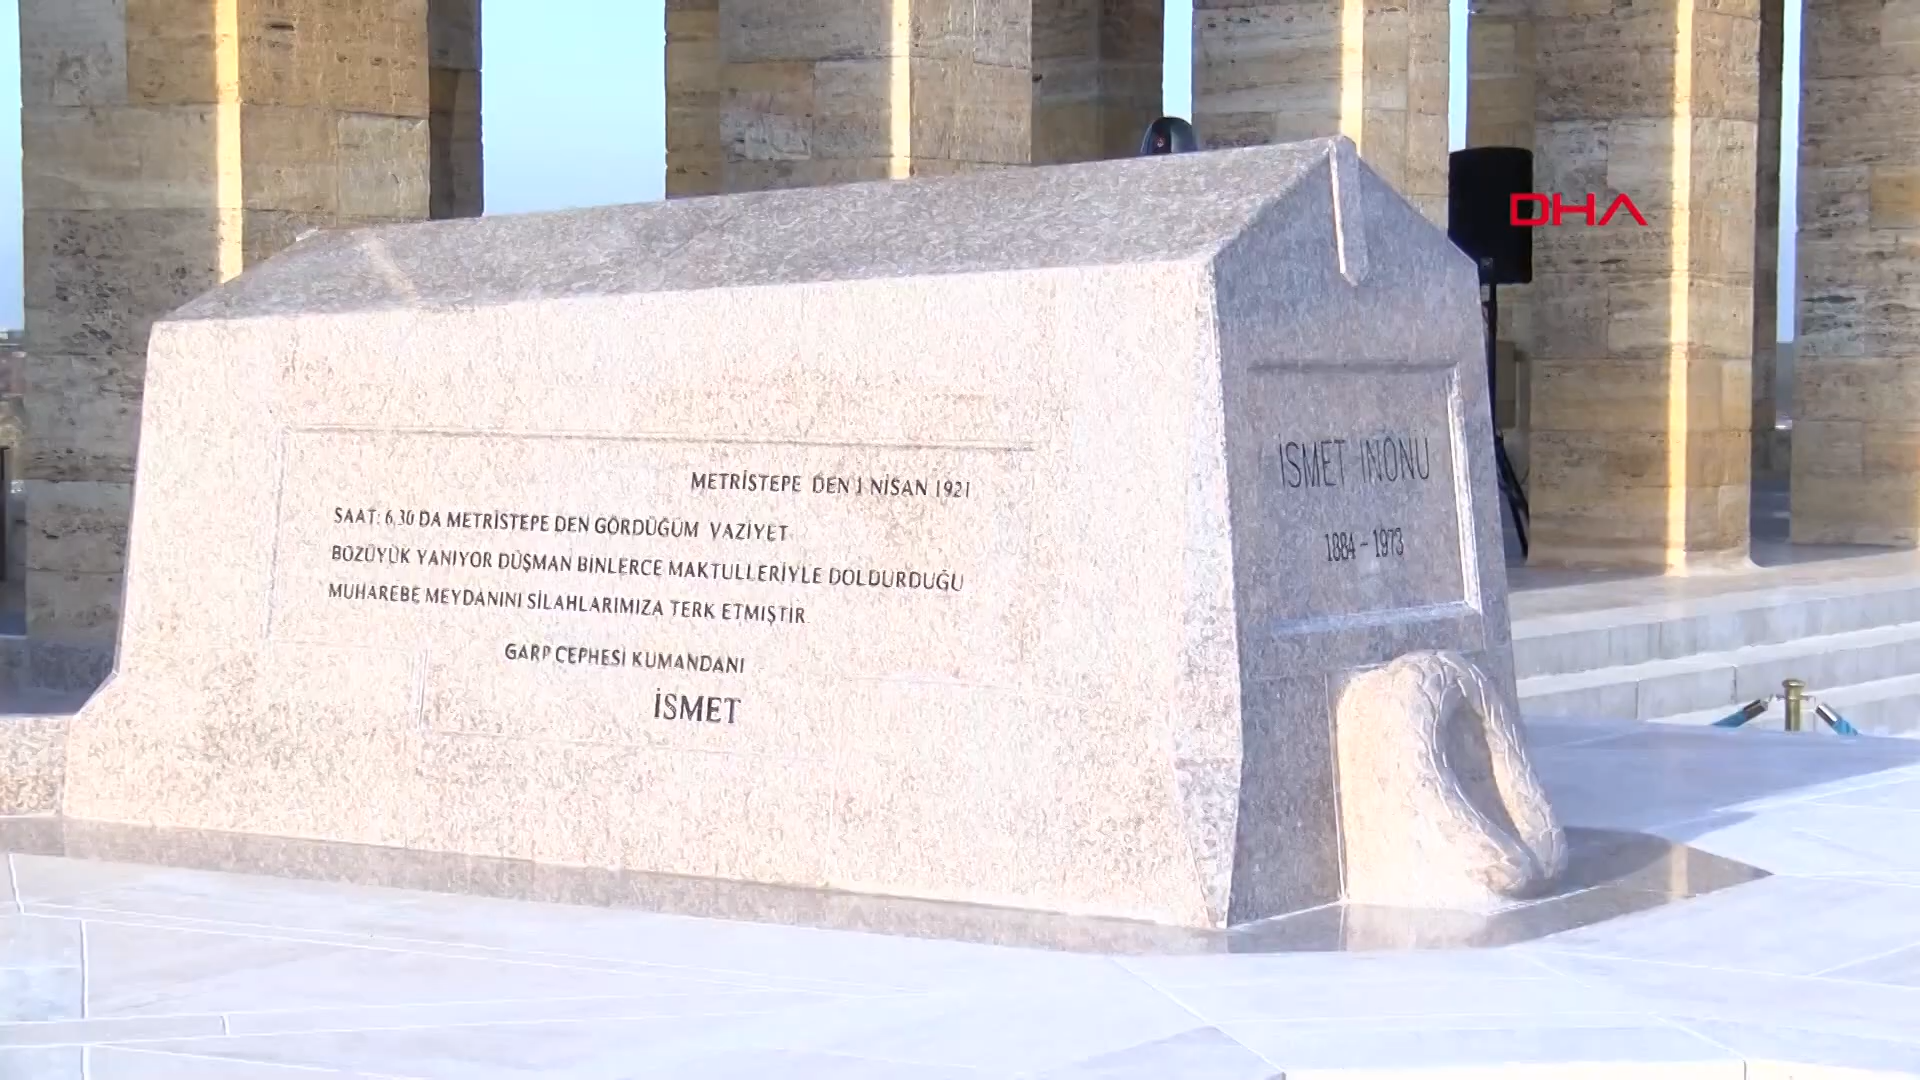 DHA
METRİSTEPE DEN 1 NİSAN 1921
SAAT: 6,30 DA METRİSTEPE DEN GÖRDÜĞÜM VAZİYET
BOZÜYÜK YANIYOR DÜŞMAN BİNLERCE MAKTULLERİYLE DOLDURDUĞU
MUHAREBE MEYDANINI SİLAHLARIMIZA TERK ETMIŞTİR
GARP CEPHESİ KUMANDANI
İSMET
İSMET İNÖNÜ
1884 - 1973